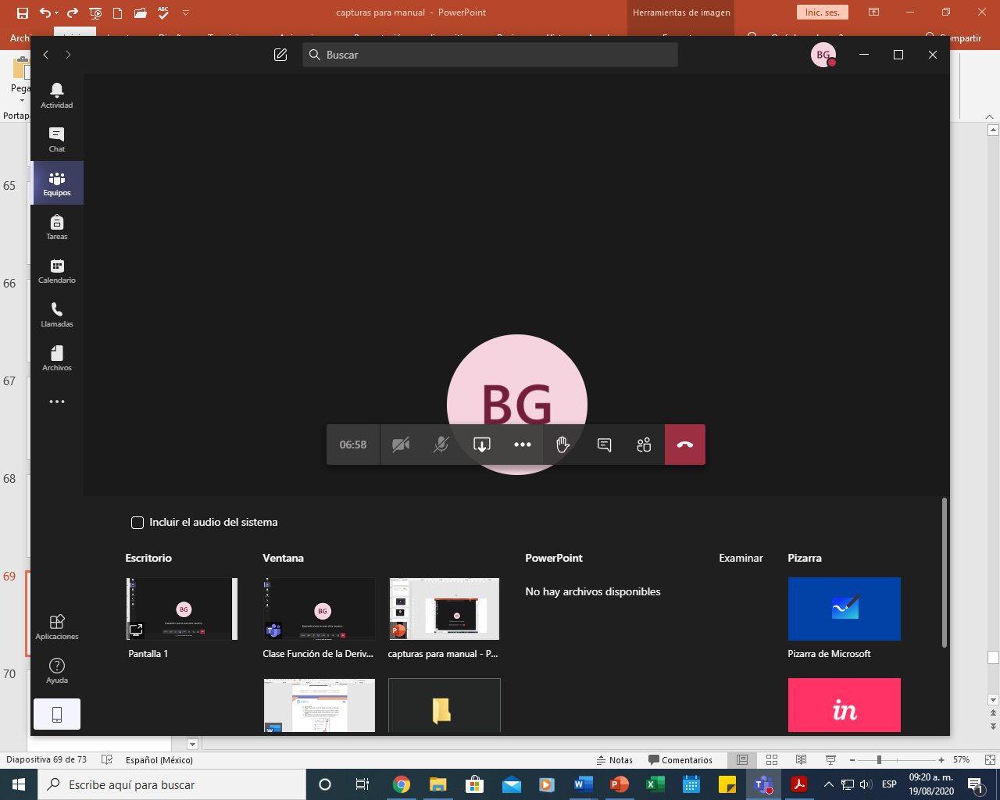 capturas para manual - PowerPoint
Herramientas de imagen
Inic. ses.
ABC
Compartir
Buscar
BG
Actividad
Chat
Equipos
Tareas
Calendario
Llamadas
Archivos
Aplicaciones
Ayuda
65
66
67
68
69
70
BG
06:58
Incluir el audio del sistema
Escritorio
Ventana
PowerPoint
Examinar
Pizarra
No hay archivos disponibles
BG
BG
Pantalla 1
Clase Función de la Deriv...
capturas para manual - P...
Pizarra de Microsoft
in
Diapositiva 69 de 73
Español (México)
Notas
Comentarios
57%
Escribe aquí para buscar
ESP
09:20 a. m.
19/08/2020
1